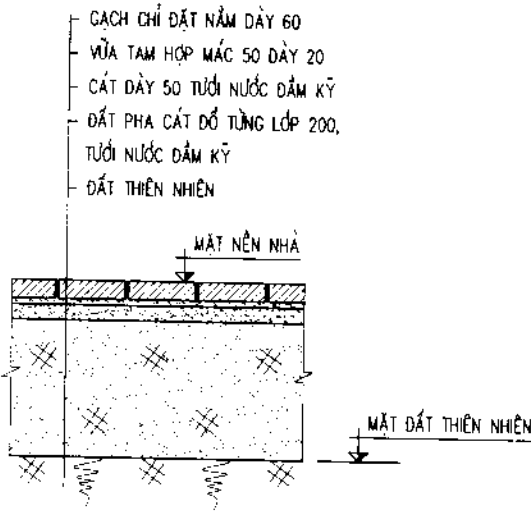 GẠCH CHỈ ĐẶT NẰM DÀY 60
VỮA TAM HỢP MÁC 50 DÀY 20
CÁT DÀY 50 TƯỚI NƯỚC ĐẦM KỸ
ĐẤT PHA CÁT ĐỔ TỪNG LỚP 200,
TƯỚI NƯỚC ĐẦM KỸ
ĐẤT THIÊN NHIÊN
MẶT NỀN NHÀ
MẶT ĐẤT THIÊN NHIÊN